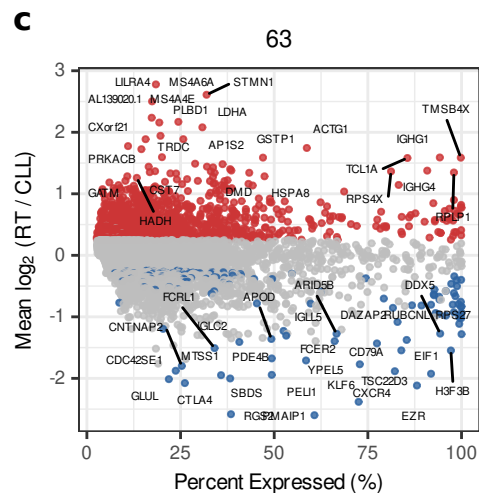 c
63
Mean log2 (RT / CLL)
3
2
1
0
-1
-2
LILRA4 MS4A6A STMN1
AL139020.1 MS4A4E
PLBD1 LDHA
TMSB4X
CXorf21
ACTG1
GSTP1 IGHG1
TRDC AP1S2
PRKACB
TCL1A
GATM CST7 DMD HSPA8
RPS4X IGHG4
HADH
RPLP1
FCRL1 APOD ARID5B DDX5
CNTNAP2 IGLC2 IGLL5 DAZAP2 RUBCNL RPS27
CDC42SE1 MTSS1 PDE4B FCER2 CD79A EIF1
YPEL5
GLUL CTLA4 SBDS PELI1 KLF6 TSC22D3 H3F3B
CXCR4
PMAIP1 EZR
0 25 50 75 100
Percent Expressed (%)